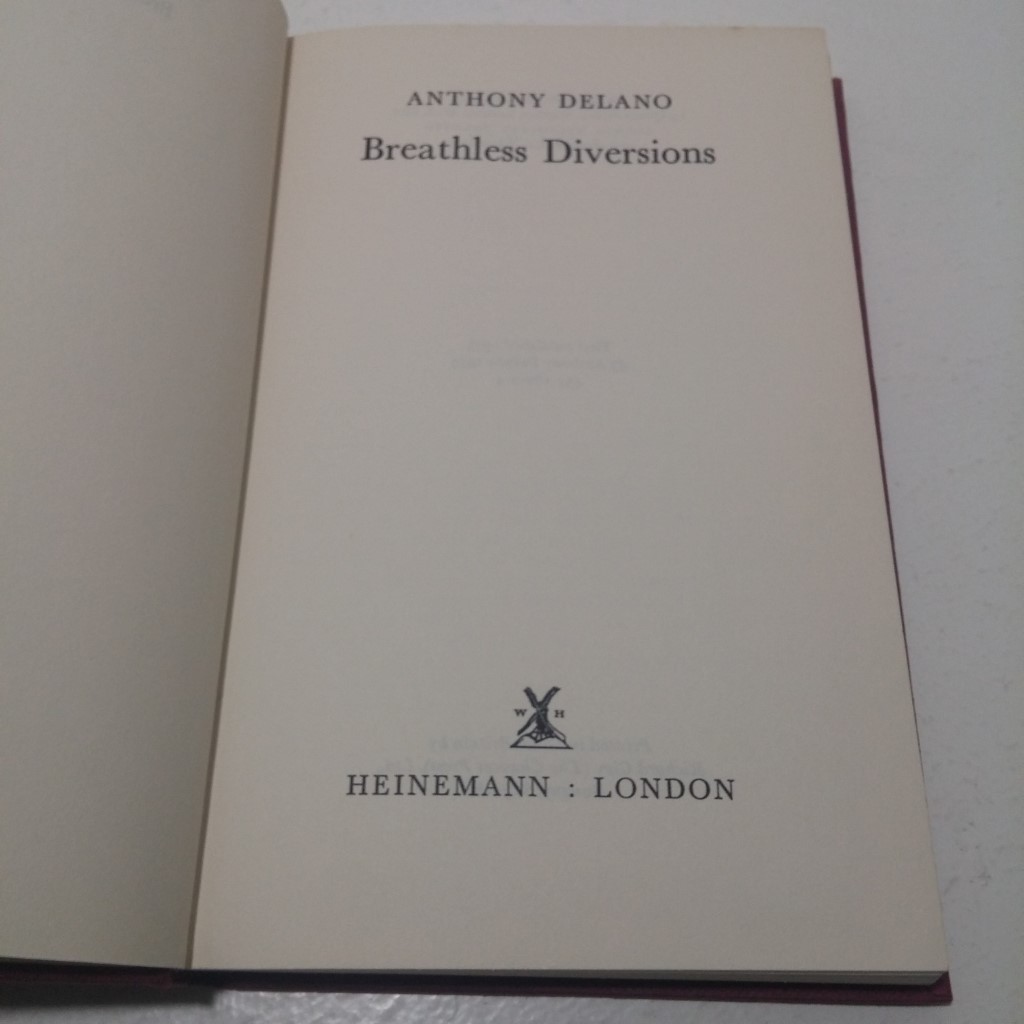 ANTHONY DELANO
Breathless Diversions
W H
HEINEMANN : LONDON